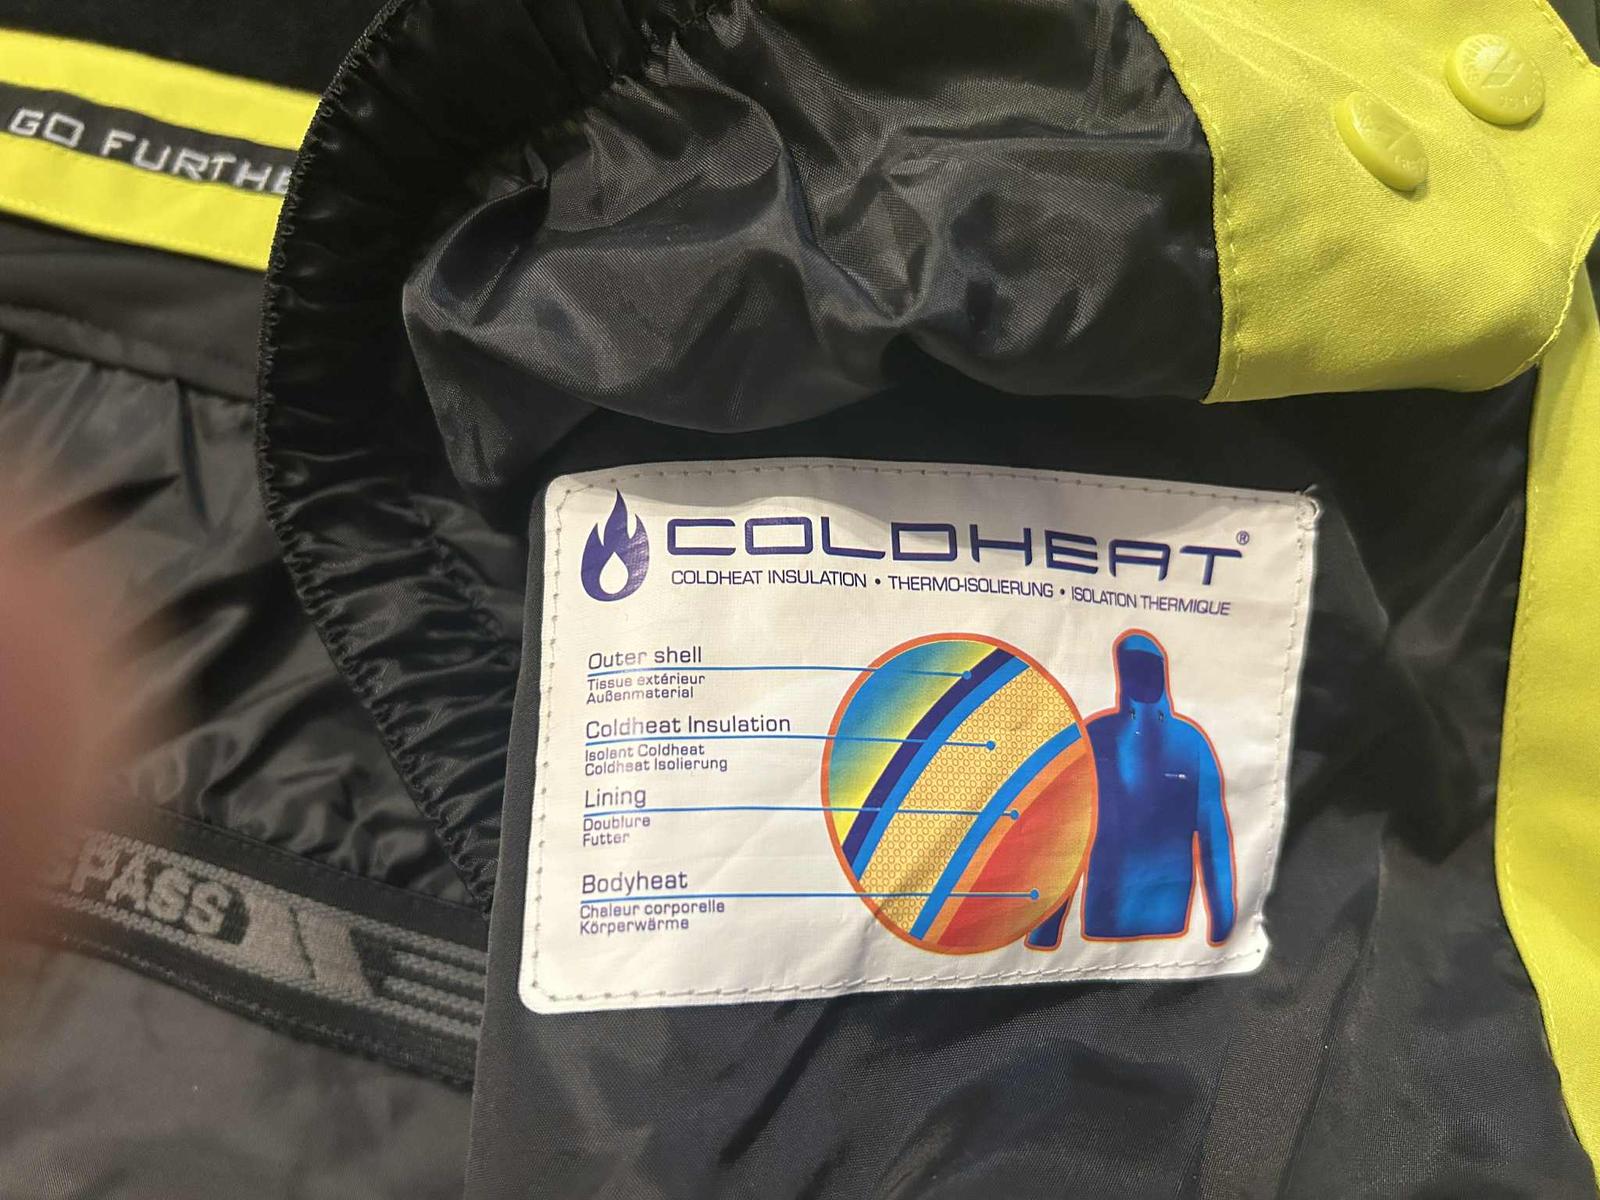 GO FURTHE
COLDHEAT®
COLDHEAT INSULATION • THERMO-ISOLIERUNG • ISOLATION THERMIQUE
Outer shell
Tissue extérieur
Außenmaterial
Coldheat Insulation
Isolant Coldheat
Coldheat Isolierung
Lining
Doublure
Futter
Bodyheat
Chaleur corporelle
Körperwärme
PASS